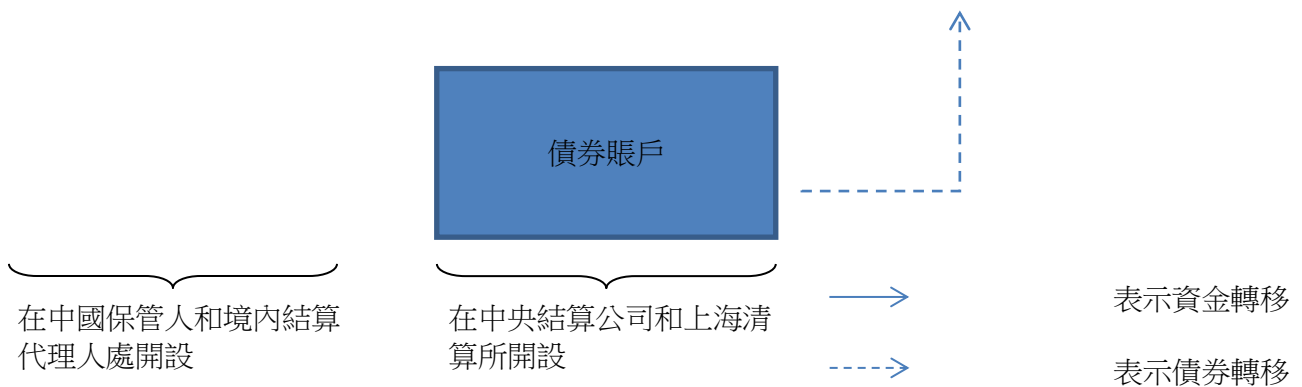 債券賬戶
在中國保管人和境內結算
代理人處開設
在中央結算公司和上海清
算所開設
表示資金轉移
表示債券轉移